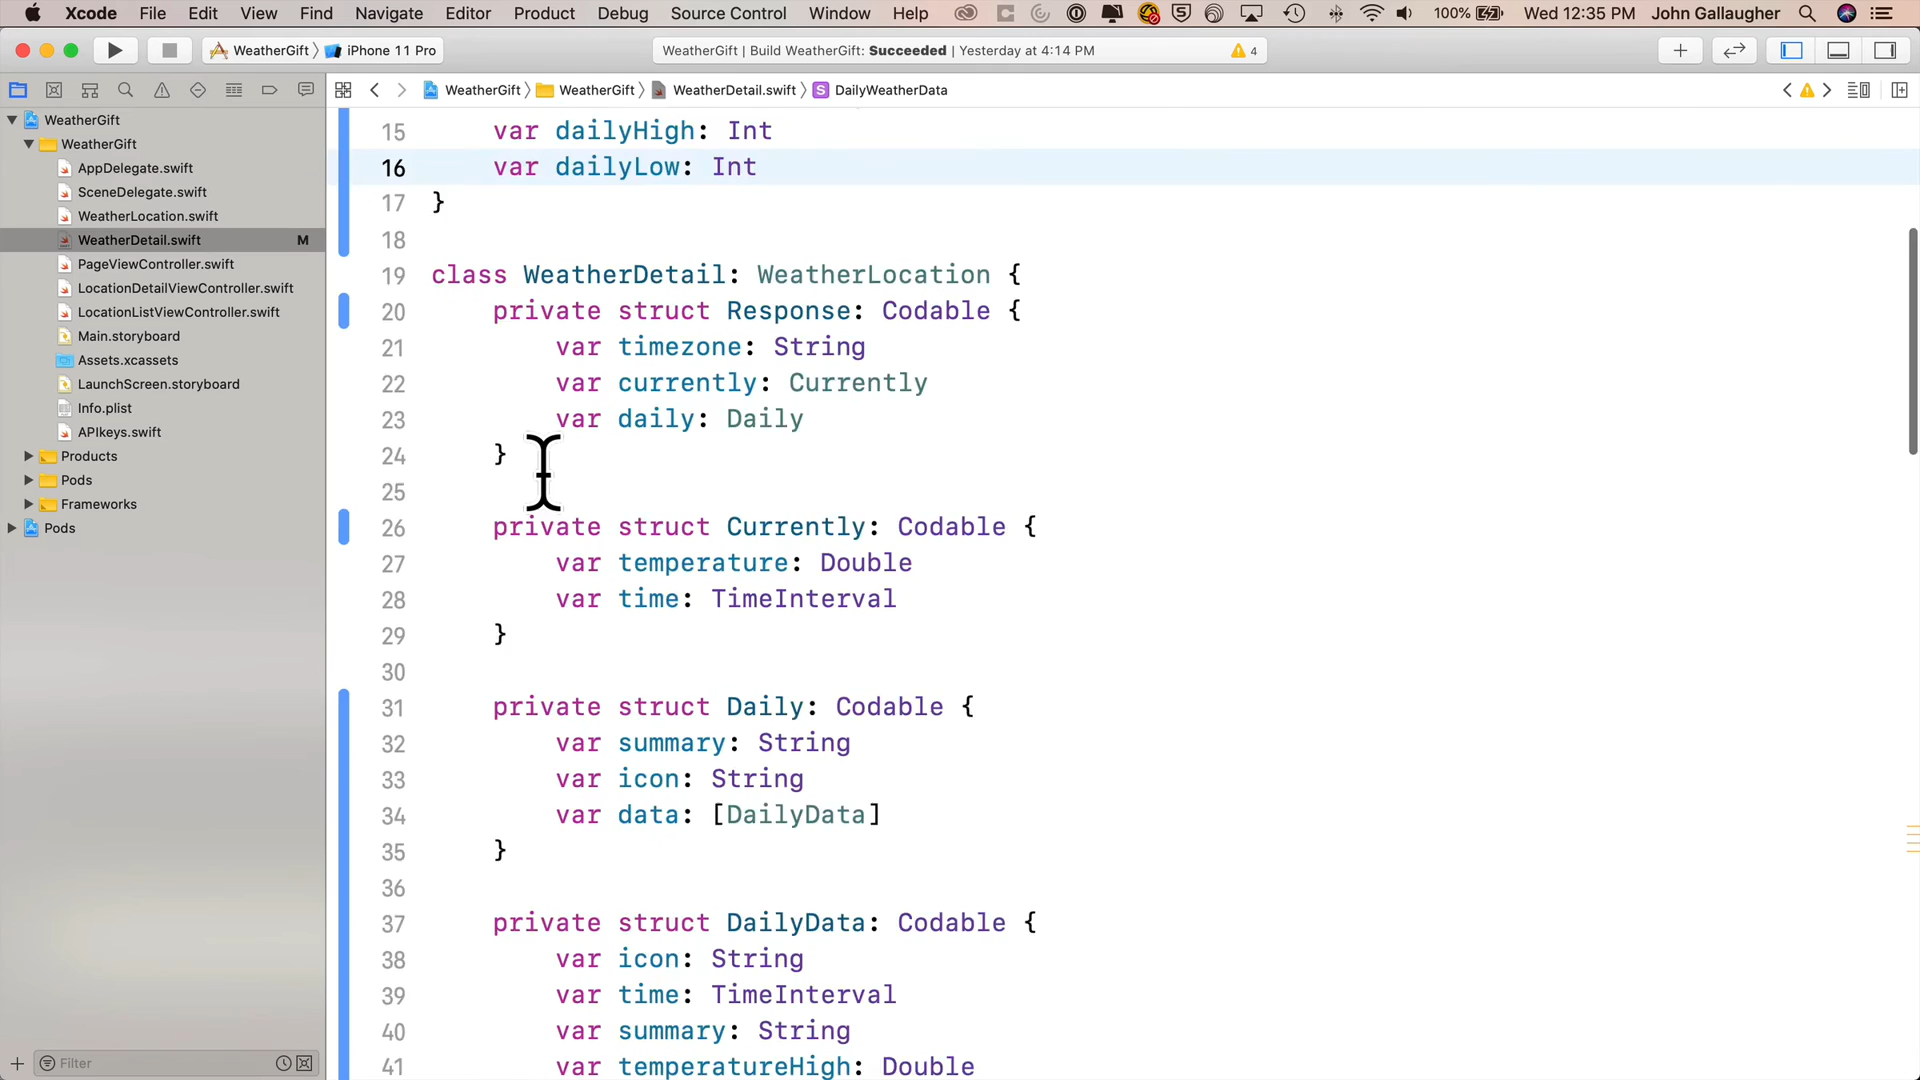 Xcode File Edit View Find Navigate Editor Product Debug Source Control Window Help 100% Wed 12:35 PM John Gallaugher
WeatherGift iPhone 11 Pro WeatherGift | Build WeatherGift: Succeeded | Yesterday at 4:14 PM 4
WeatherGift WeatherGift WeatherDetail.swift S DailyWeatherData
WeatherGift
WeatherGift
AppDelegate.swift
SceneDelegate.swift
WeatherLocation.swift
WeatherDetail.swift M
PageViewController.swift
LocationDetailViewController.swift
LocationListViewController.swift
Main.storyboard
Assets.xcassets
LaunchScreen.storyboard
Info.plist
APIkeys.swift
Products
Pods
Frameworks
Pods
Filter
15 var dailyHigh: Int
16 var dailyLow: Int
17 }
18
19 class WeatherDetail: WeatherLocation {
20 private struct Response: Codable {
21 var timezone: String
22 var currently: Currently
23 var daily: Daily
24 }
25
26 private struct Currently: Codable {
27 var temperature: Double
28 var time: TimeInterval
29 }
30
31 private struct Daily: Codable {
32 var summary: String
33 var icon: String
34 var data: [DailyData]
35 }
36
37 private struct DailyData: Codable {
38 var icon: String
39 var time: TimeInterval
40 var summary: String
41 var temperatureHigh: Double